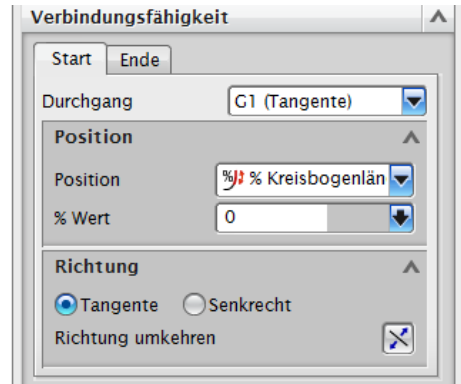 Verbindungsfähigkeit
Start Ende
Durchgang G1 (Tangente)
Position
Position % % Kreisbogenlän
% Wert 0
Richtung
Tangente Senkrecht
Richtung umkehren